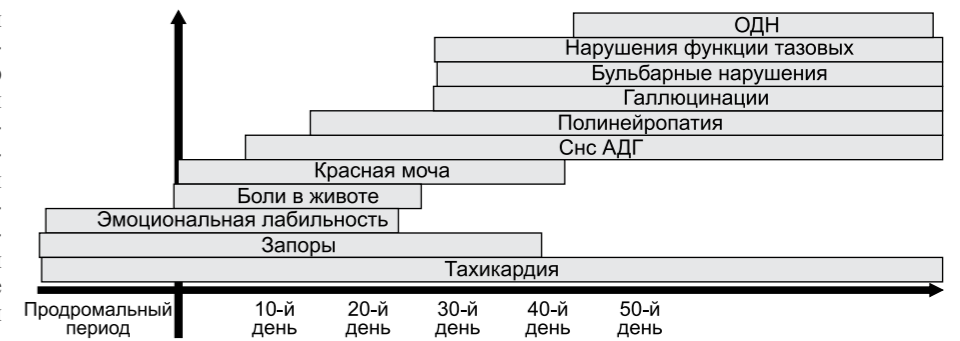 ОДН
Нарушения функции тазовых
Бульбарные нарушения
Галлюцинации
Полинейропатия
Снс АДГ
Красная моча
Боли в животе
Эмоциональная лабильность
Запоры
Тахикардия
Продромальный
период
10-й
день
20-й
день
30-й
день
40-й
день
50-й
день